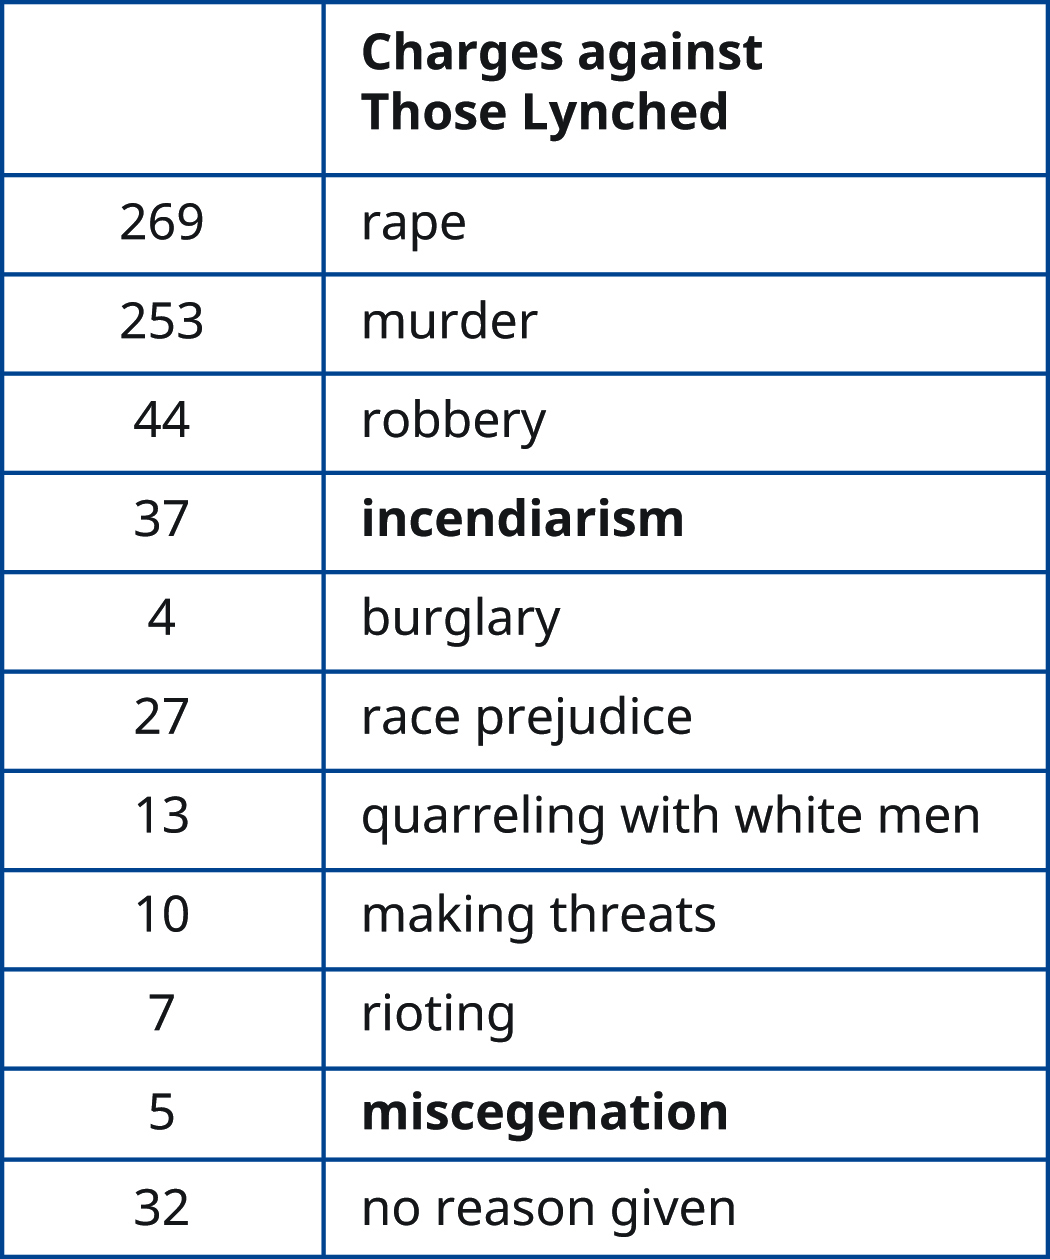 Charges against
Those Lynched
269 rape
253 murder
44 robbery
37 incendiarism
4 burglary
27 race prejudice
13 quarreling with white men
10 making threats
7 rioting
5 miscegenation
32 no reason given